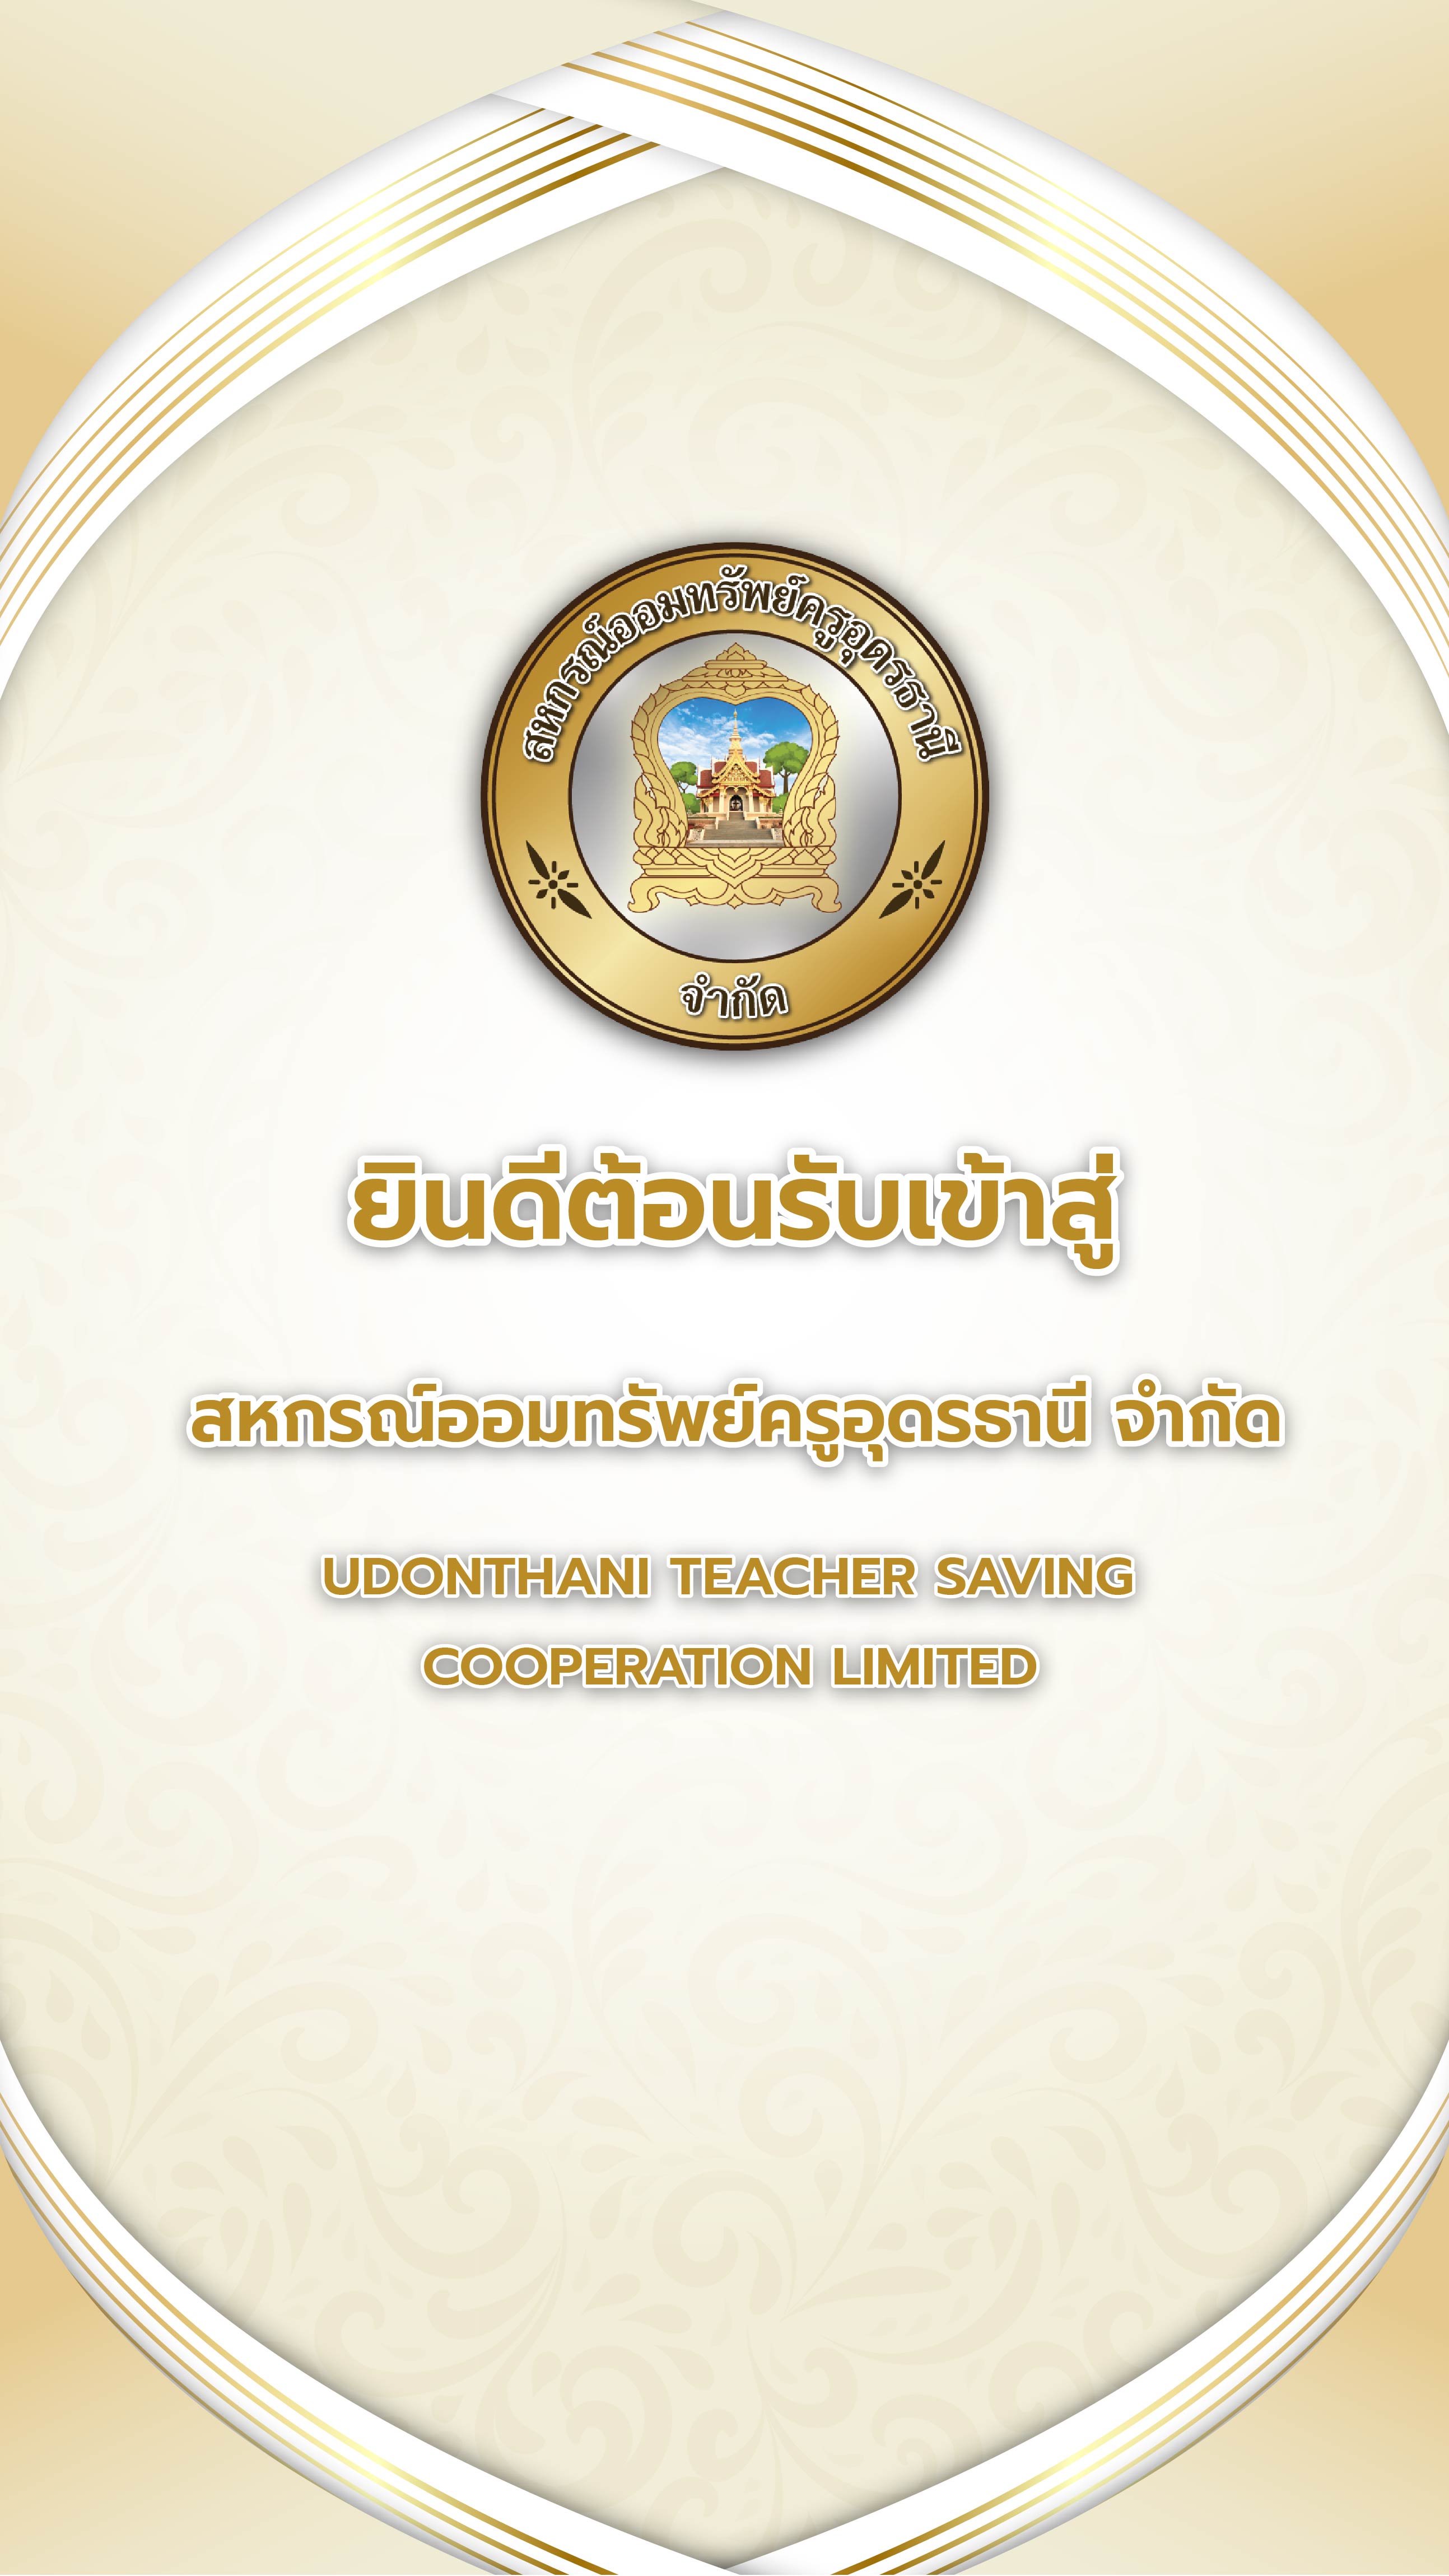 สหกรณ์ออมทรัพย์ครูอุดรธานี
จำกัด
ยินดีต้อนรับเข้าสู่
สหกรณ์ออมทรัพย์ครูอุดรธานี จำกัด
UDONTHANI TEACHER SAVING
COOPERATION LIMITED